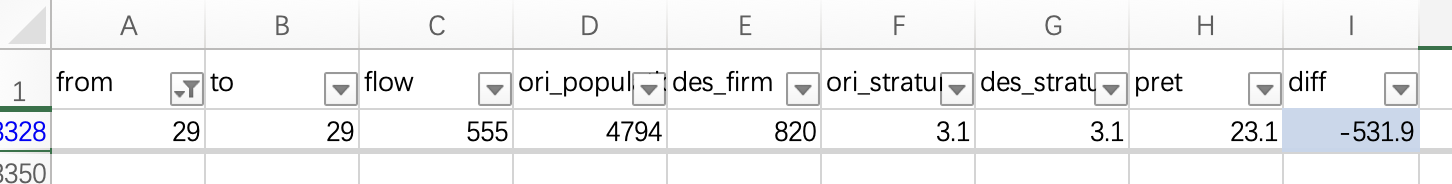 A B C D E F G H I
1 from to flow ori_popul des_firm ori_stratu des_stratu pret diff
3328 29 29 555 4794 820 3.1 3.1 23.1 -531.9
3350